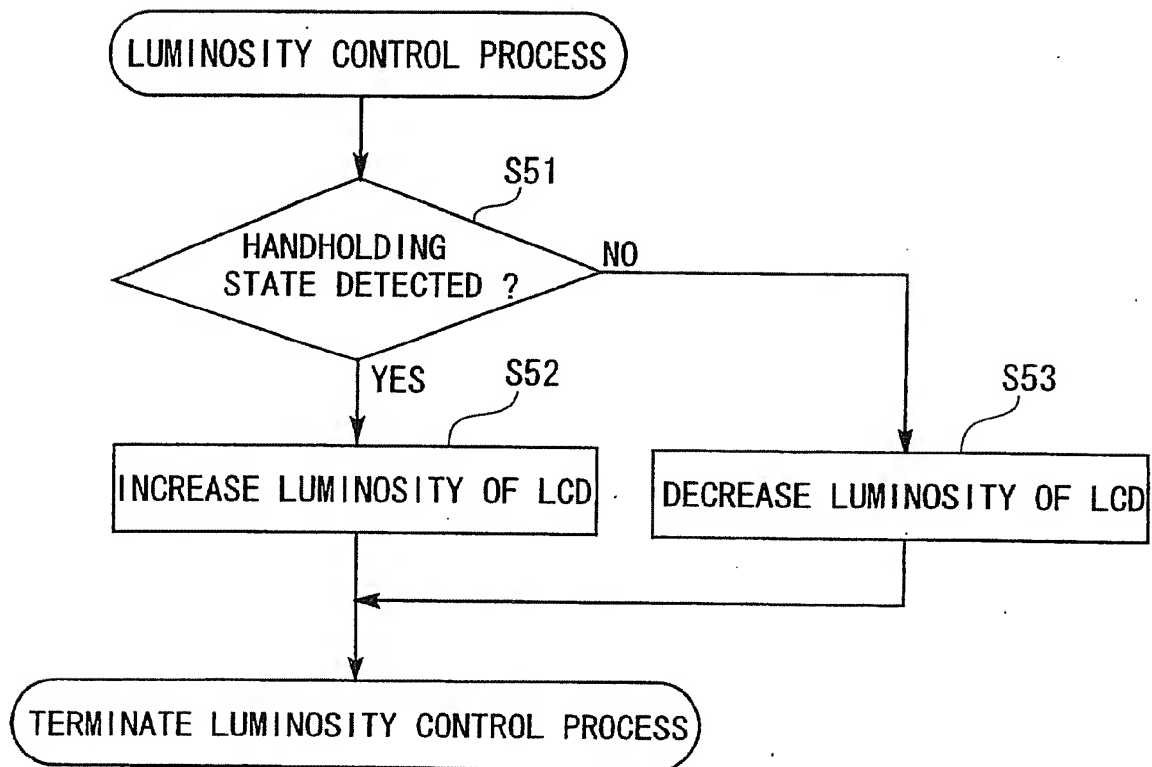 LUMINOSITY CONTROL PROCESS
S51
HANDHOLDING
STATE DETECTED ?
NO
YES
S52
S53
INCREASE LUMINOSITY OF LCD
DECREASE LUMINOSITY OF LCD
TERMINATE LUMINOSITY CONTROL PROCESS